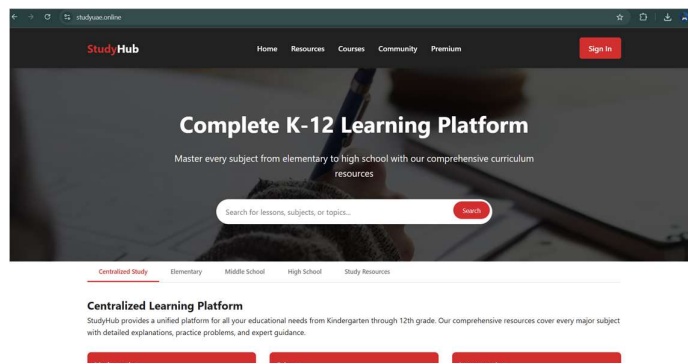 studyuae.online
StudyHub
Home Resources Courses Community Premium
Sign In
Complete K-12 Learning Platform
Master every subject from elementary to high school with our comprehensive curriculum
resources
Search for lessons, subjects, or topics...
Search
Centralized Study Elementary Middle School High School Study Resources
Centralized Learning Platform
StudyHub provides a unified platform for all your educational needs from Kindergarten through 12th grade. Our comprehensive resources cover every major subject
with detailed explanations, practice problems, and expert guidance.